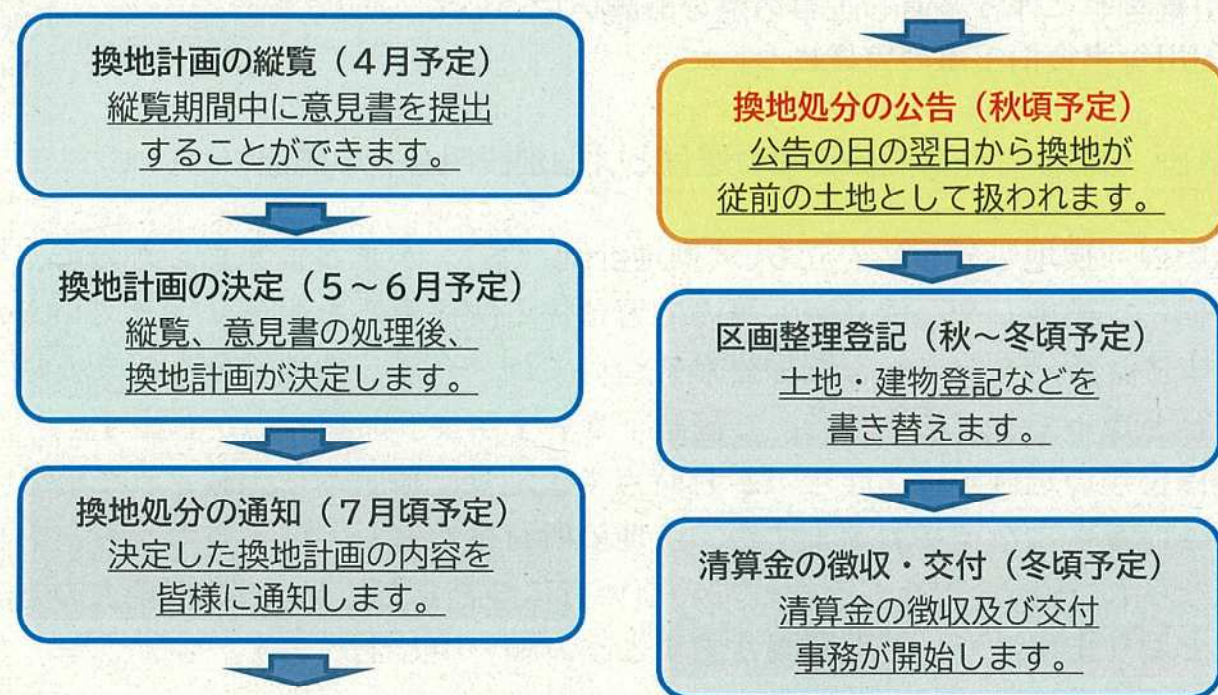 換地計画の縦覧(4月予定)
縦覧期間中に意見書を提出
することができます。
換地計画の決定(5~6月予定)
縦覧、意見書の処理後、
換地計画が決定します。
換地処分の通知(7月頃予定)
決定した換地計画の内容を
皆様に通知します。
換地処分の公告(秋頃予定)
公告の日の翌日から換地が
従前の土地として扱われます。
区画整理登記(秋~冬頃予定)
土地・建物登記などを
書き替えます。
清算金の徴収・交付(冬頃予定)
清算金の徴収及び交付
事務が開始します。